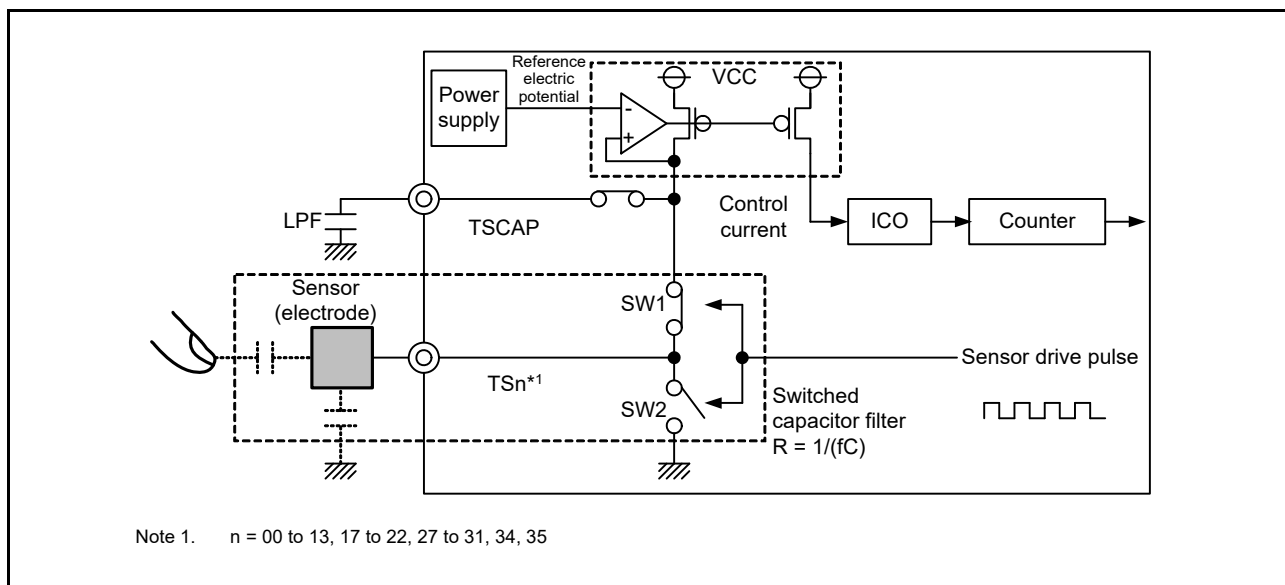 Reference
electric
potential
VCC
Power
supply
-
+
LPF
TSCAP
Control
current
ICO
Counter
Sensor
(electrode)
SW1
Sensor drive pulse
TSn*1
SW2
Switched
capacitor filter
R = 1/(fC)
Note 1. n = 00 to 13, 17 to 22, 27 to 31, 34, 35